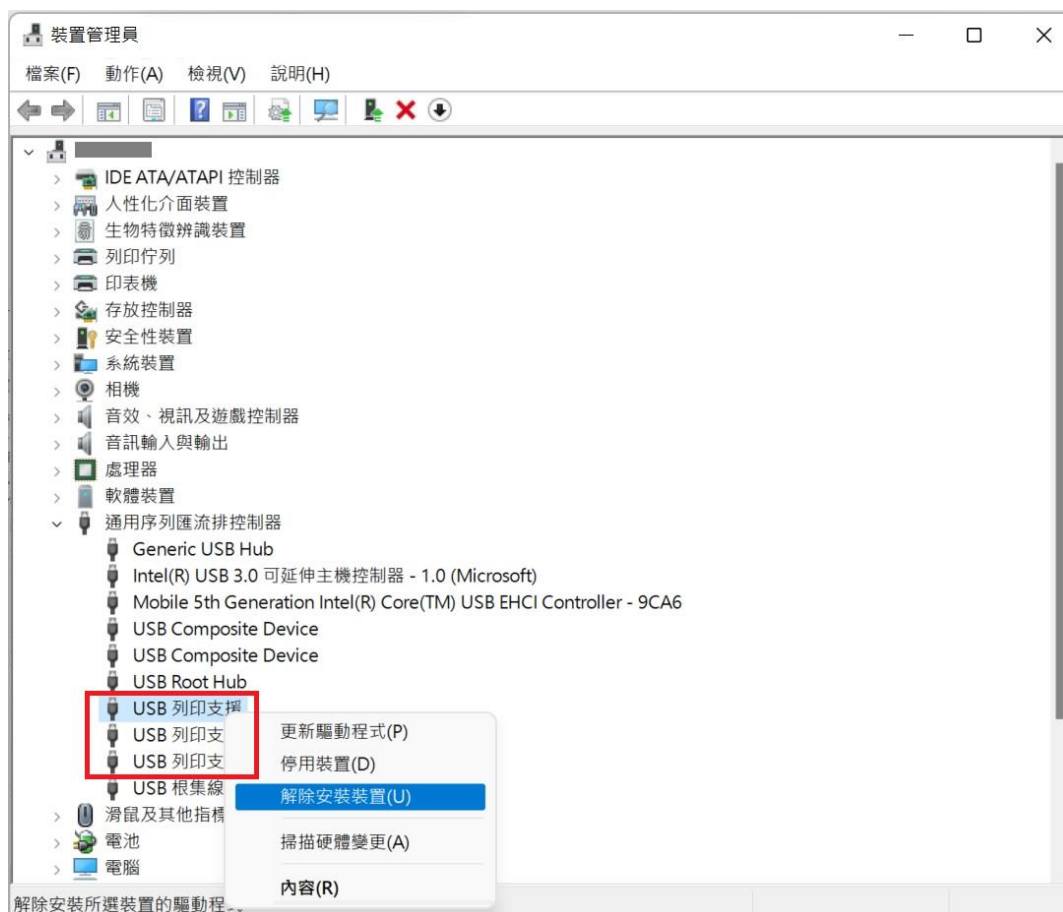 裝置管理員
檔案(F) 動作(A) 檢視(V) 說明(H)
IDE ATA/ATAPI 控制器
人性化介面裝置
生物特徵辨識裝置
列印佇列
印表機
存放控制器
安全性裝置
系統裝置
相機
音效、視訊及遊戲控制器
音訊輸入與輸出
處理器
軟體裝置
通用序列匯流排控制器
Generic USB Hub
Intel(R) USB 3.0 可延伸主機控制器 - 1.0 (Microsoft)
Mobile 5th Generation Intel(R) Core(TM) USB EHCI Controller - 9CA6
USB Composite Device
USB Composite Device
USB Root Hub
USB 列印支援
USB 列印支
USB 列印支
USB 根集線
滑鼠及其他指標
電池
電腦
更新驅動程式(P)
停用裝置(D)
解除安裝裝置(U)
掃描硬體變更(A)
內容(R)
解除安裝所選裝置的驅動程式